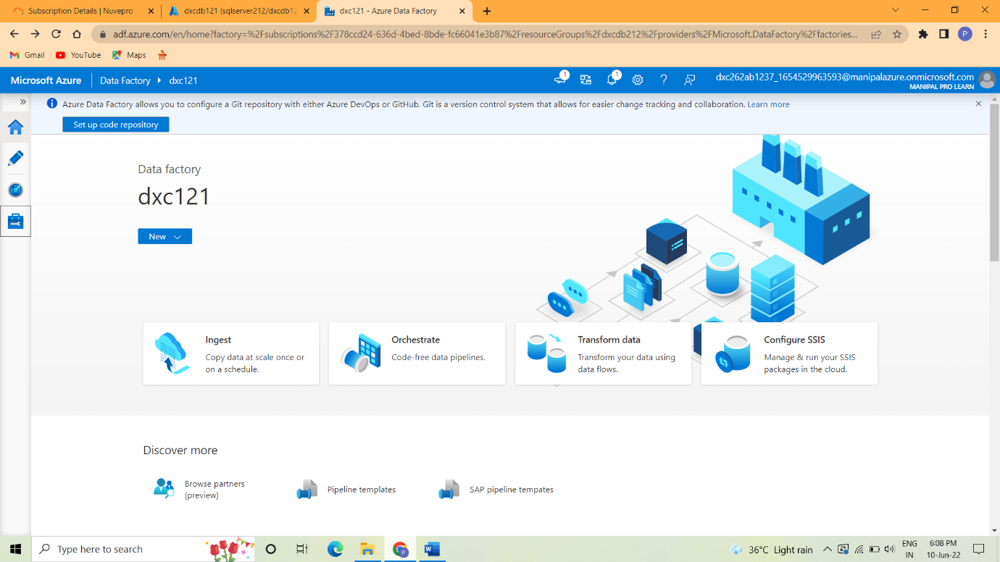 Subscription Details | Nuvepro
dxcdb121 (sqlserver212/dxcdb12
dxc121 - Azure Data Factory
adf.azure.com/en/home?factory=%2Fsubscriptions%2F378ccd24-636d-4bed-8bde-fc66041e3b87%2FresourceGroups%2Fdxcdb212%2Fproviders%2FMicrosoft.DataFactory%2Ffactories...
P
Gmail
YouTube
Maps
Microsoft Azure
Data Factory
dxc121
1
1
dxc262ab1237_1654529963593@manipalazure.onmicrosoft.com
MANIPAL PRO LEARN
Azure Data Factory allows you to configure a Git repository with either Azure DevOps or GitHub. Git is a version control system that allows for easier change tracking and collaboration. Learn more
Set up code repository
Data factory
dxc121
New
Ingest
Copy data at scale once or
on a schedule.
Orchestrate
Code-free data pipelines.
Transform data
Transform your data using
data flows.
Configure SSIS
Manage & run your SSIS
packages in the cloud.
Discover more
Browse partners
(preview)
Pipeline templates
SAP pipeline tempates
Type here to search
36°C Light rain
ENG
IN
6:08 PM
10-Jun-22